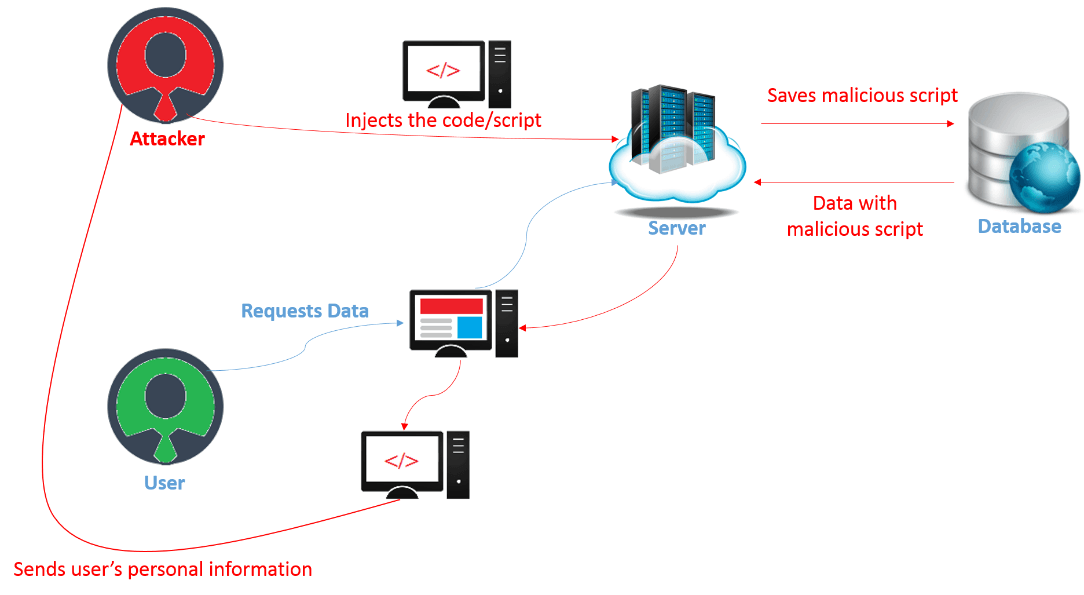 </>
Injects the code/script
Attacker
Saves malicious script
Data with
malicious script
Server
Database
Requests Data
User
</>
Sends user’s personal information